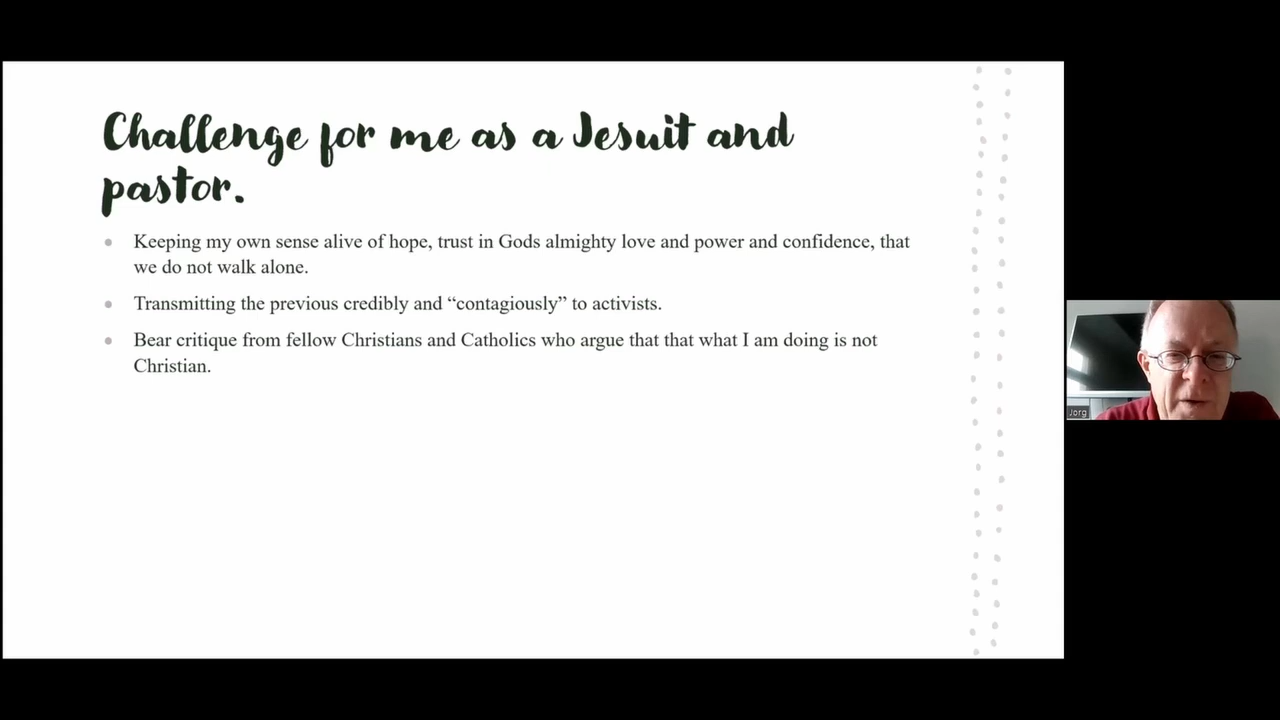 Challenge for me as a Jesuit and
pastor.
Keeping my own sense alive of hope, trust in Gods almighty love and power and confidence, that
we do not walk alone.
Transmitting the previous credibly and “contagiously” to activists.
Bear critique from fellow Christians and Catholics who argue that that what I am doing is not
Christian.
Jorg